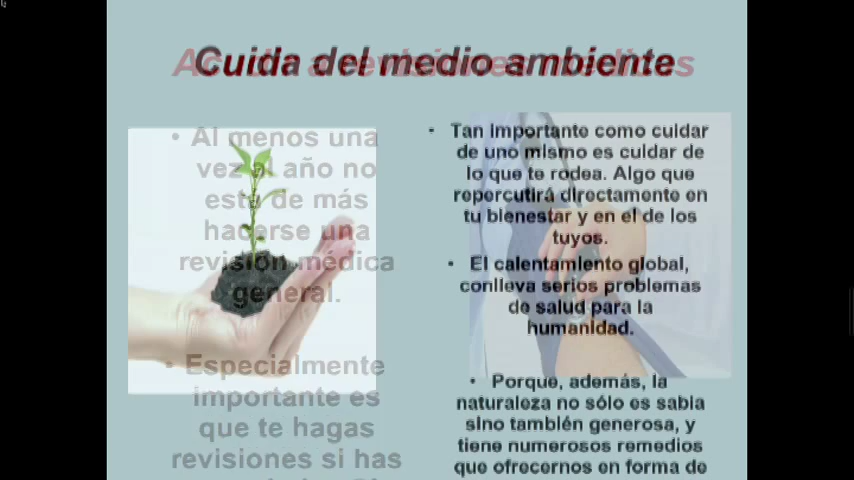 Cuida del medio ambiente
• Al menos una
vez al año no
está de más
hacerse una
revisión médica
general.
• Especialmente
importante es
que te hagas
revisiones si has
• Tan importante como cuidar
de uno mismo es cuidar de
lo que te rodea. Algo que
repercutirá directamente en
tu bienestar y en el de los
tuyos.
• El calentamiento global,
conlleva serios problemas
de salud para la
humanidad.
• Porque, además, la
naturaleza no sólo es sabia
sino también generosa, y
tiene numerosos remedios
que ofrecernos en forma de